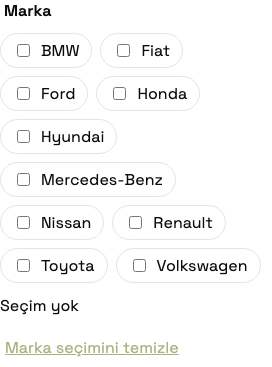 Marka
BMW Fiat
Ford Honda
Hyundai
Mercedes-Benz
Nissan Renault
Toyota Volkswagen
Seçim yok
Marka seçimini temizle